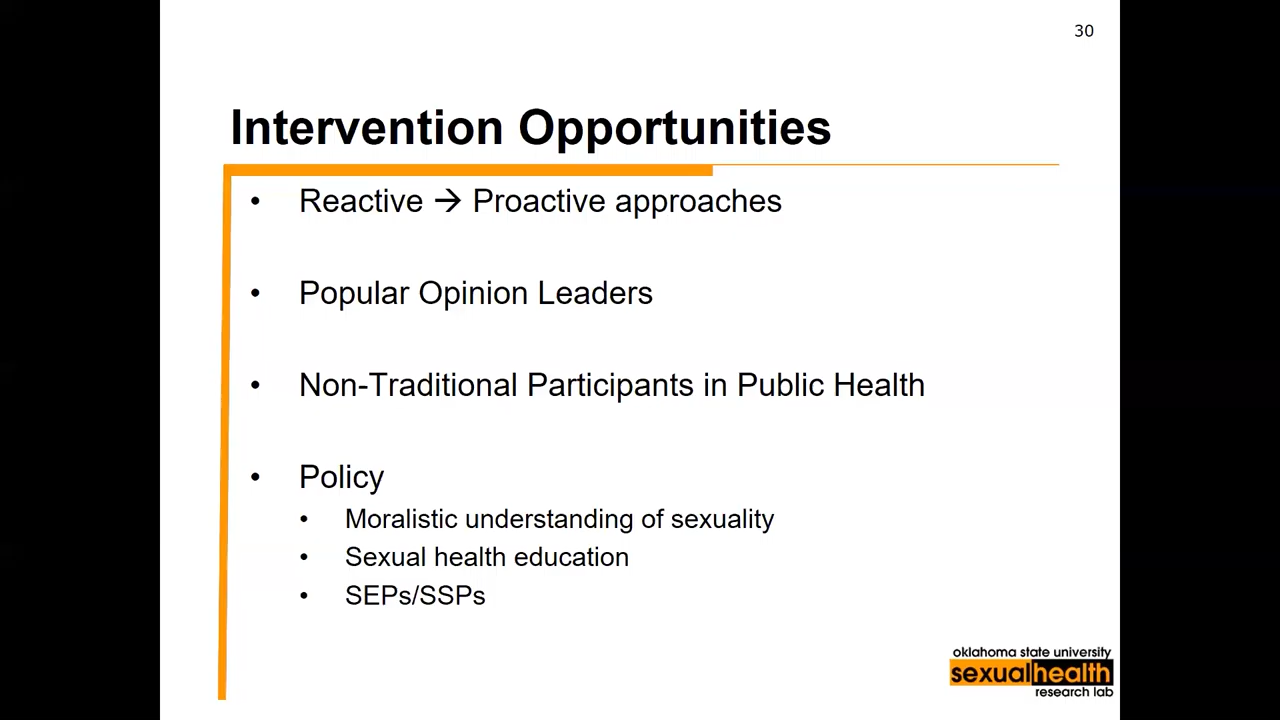 30
Intervention Opportunities
• Reactive → Proactive approaches
• Popular Opinion Leaders
• Non-Traditional Participants in Public Health
• Policy
• Moralistic understanding of sexuality
• Sexual health education
• SEPs/SSPs
oklahoma state university
sexualhealth
research lab